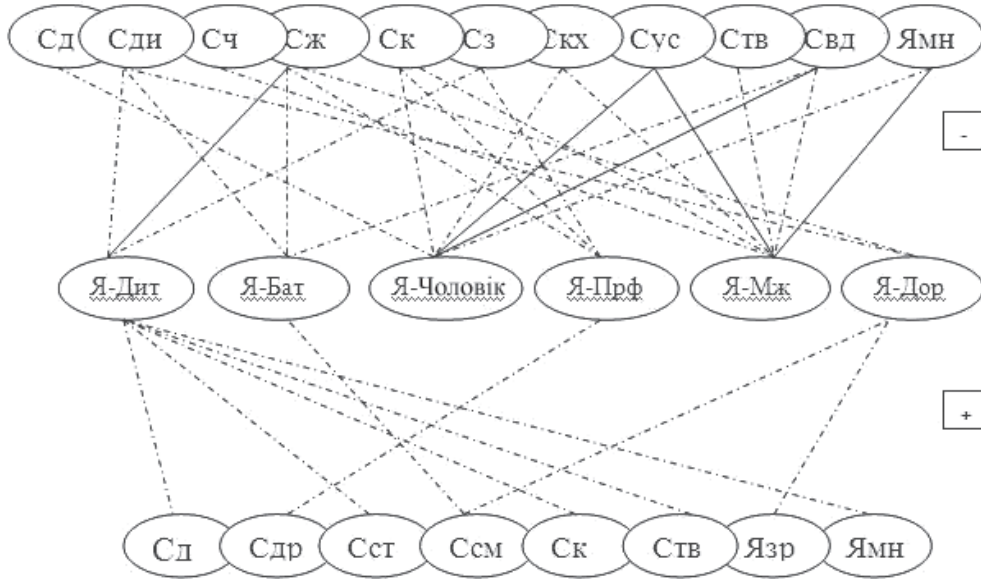 Сд Сди Сч Сж Ск Сз Скх Сус Ств Свд Ямн
-
Я-Дит Я-Бат Я-Чоловік Я-Прф Я-Мж Я-Дор
+
Сд Сдр Сст Ссм Ск Ств Язр Ямн